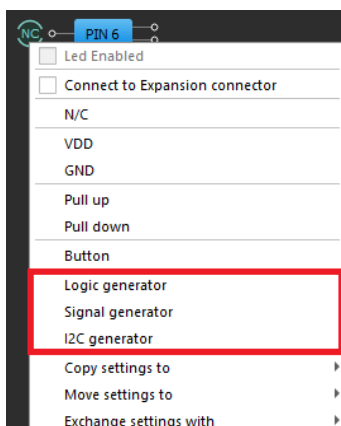 NC PIN 6
Led Enabled
Connect to Expansion connector
N/C
VDD
GND
Pull up
Pull down
Button
Logic generator
Signal generator
I2C generator
Copy settings to
Move settings to
Exchange settings with